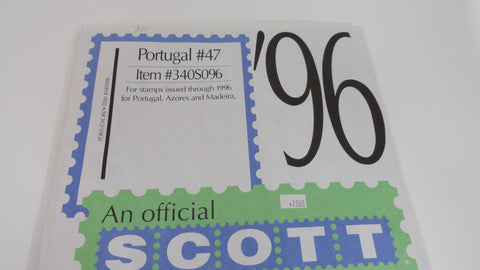 Portugal #47
Item #340S096
For stamps issued through 1996
for Portugal, Azores and Madeira,
'96
An official
SCOTT